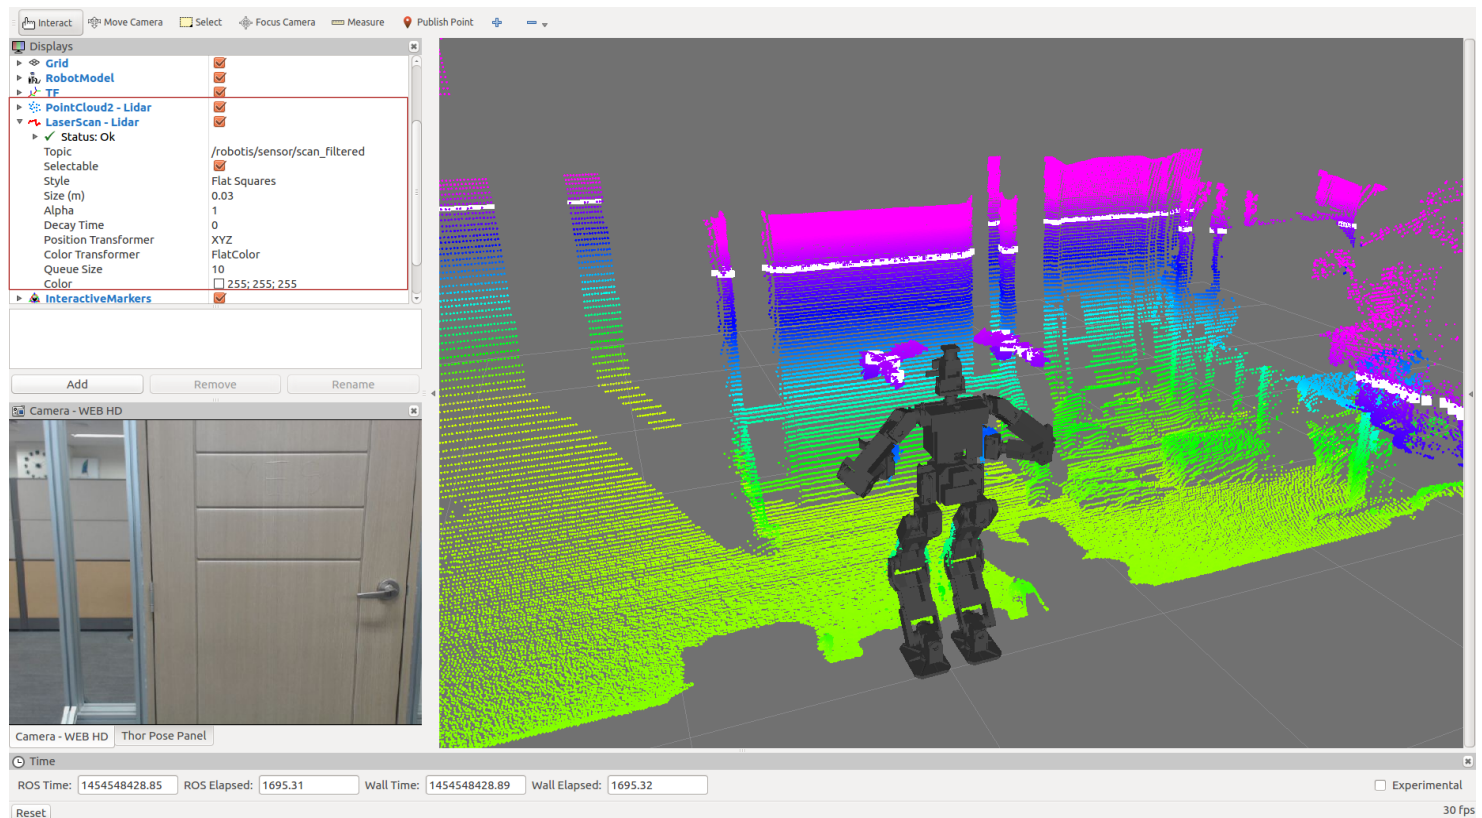 Interact Move Camera Select Focus Camera Measure Publish Point
Displays
Grid
RobotModel
TF
PointCloud2 - Lidar
LaserScan - Lidar
Status: Ok
Topic /robotis/sensor/scan_filtered
Selectable
Style Flat Squares
Size (m) 0.03
Alpha 1
Decay Time 0
Position Transformer XYZ
Color Transformer FlatColor
Queue Size 10
Color 255; 255; 255
InteractiveMarkers
Add Remove Rename
Camera - WEB HD
Camera - WEB HD Thor Pose Panel
Time
ROS Time: 1454548428.85 ROS Elapsed: 1695.31 Wall Time: 1454548428.89 Wall Elapsed: 1695.32 Experimental
Reset 30 fps